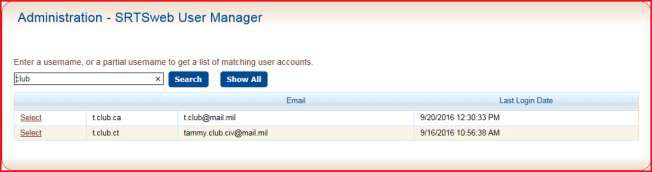 Administration - SRTSweb User Manager
Enter a username, or a partial username to get a list of matching user accounts.
club × Search Show All
Email Last Login Date
Select t.club.ca t.club@mail.mil 9/20/2016 12:30:33 PM
Select t.club.ct tammy.club.civ@mail.mil 9/16/2016 10:56:38 AM